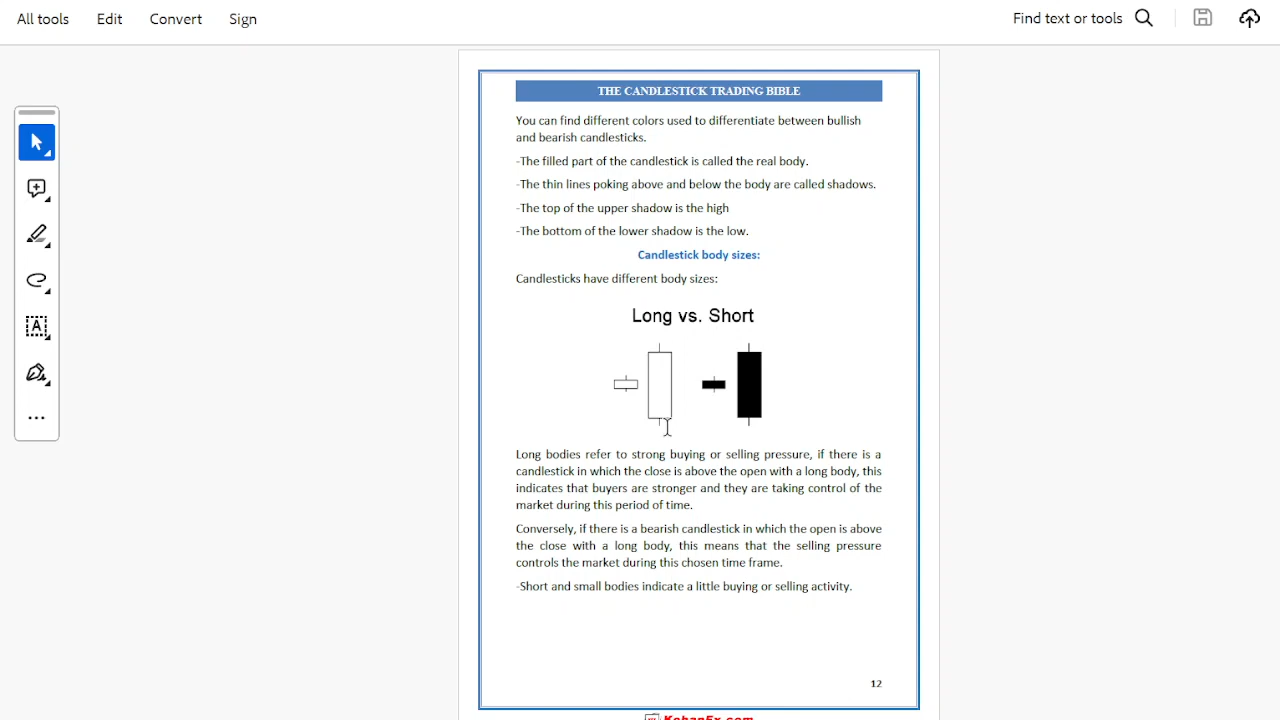 All tools Edit Convert Sign Find text or tools
THE CANDLESTICK TRADING BIBLE
You can find different colors used to differentiate between bullish
and bearish candlesticks.
-The filled part of the candlestick is called the real body.
-The thin lines poking above and below the body are called shadows.
-The top of the upper shadow is the high
-The bottom of the lower shadow is the low.
Candlestick body sizes:
Candlesticks have different body sizes:
Long vs. Short
Long bodies refer to strong buying or selling pressure, if there is a
candlestick in which the close is above the open with a long body, this
indicates that buyers are stronger and they are taking control of the
market during this period of time.
Conversely, if there is a bearish candlestick in which the open is above
the close with a long body, this means that the selling pressure
controls the market during this chosen time frame.
-Short and small bodies indicate a little buying or selling activity.
12